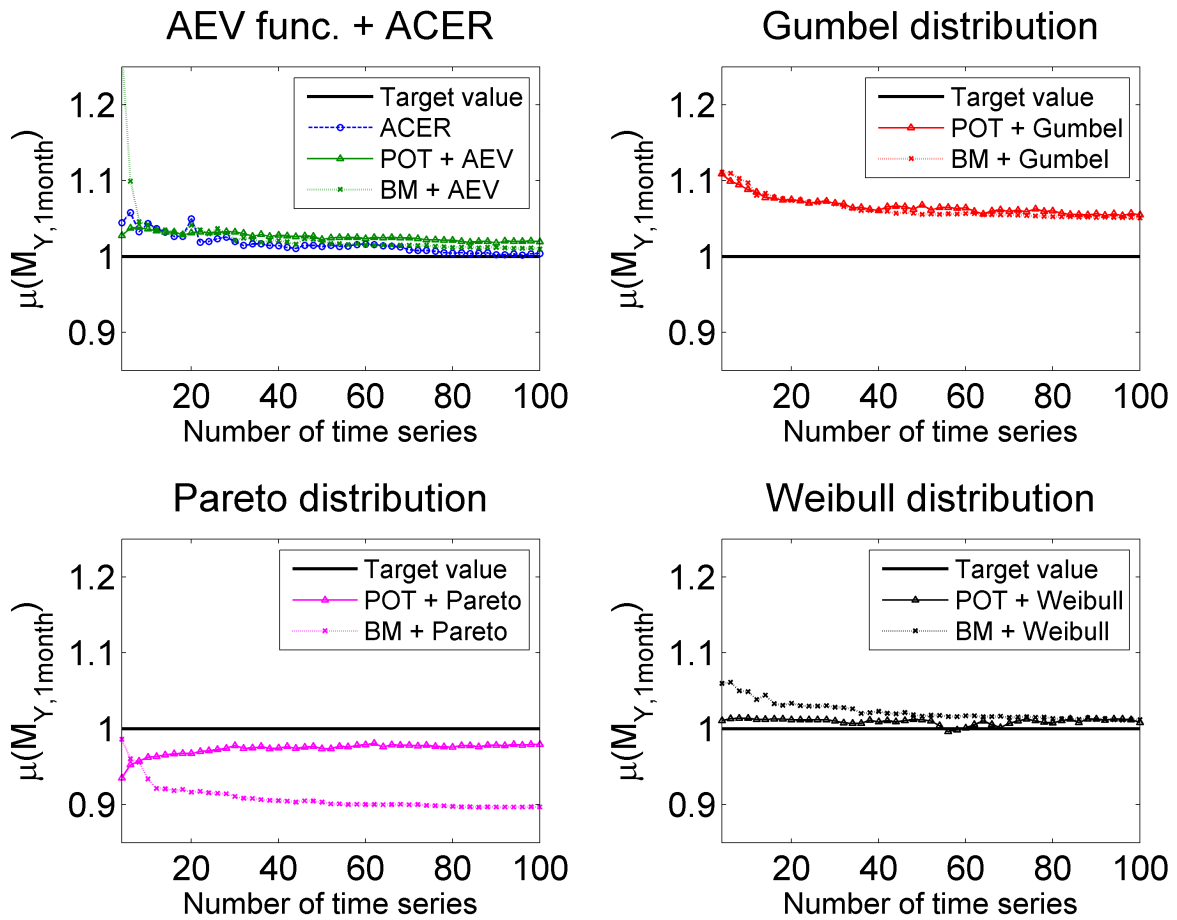 AEV func. + ACER
μ(M_Y,1month)
1.2
1.1
1
0.9
Target value
ACER
POT + AEV
BM + AEV
20 40 60 80 100
Number of time series
Gumbel distribution
μ(M_Y,1month)
1.2
1.1
1
0.9
Target value
POT + Gumbel
BM + Gumbel
20 40 60 80 100
Number of time series
Pareto distribution
μ(M_Y,1month)
1.2
1.1
1
0.9
Target value
POT + Pareto
BM + Pareto
20 40 60 80 100
Number of time series
Weibull distribution
μ(M_Y,1month)
1.2
1.1
1
0.9
Target value
POT + Weibull
BM + Weibull
20 40 60 80 100
Number of time series